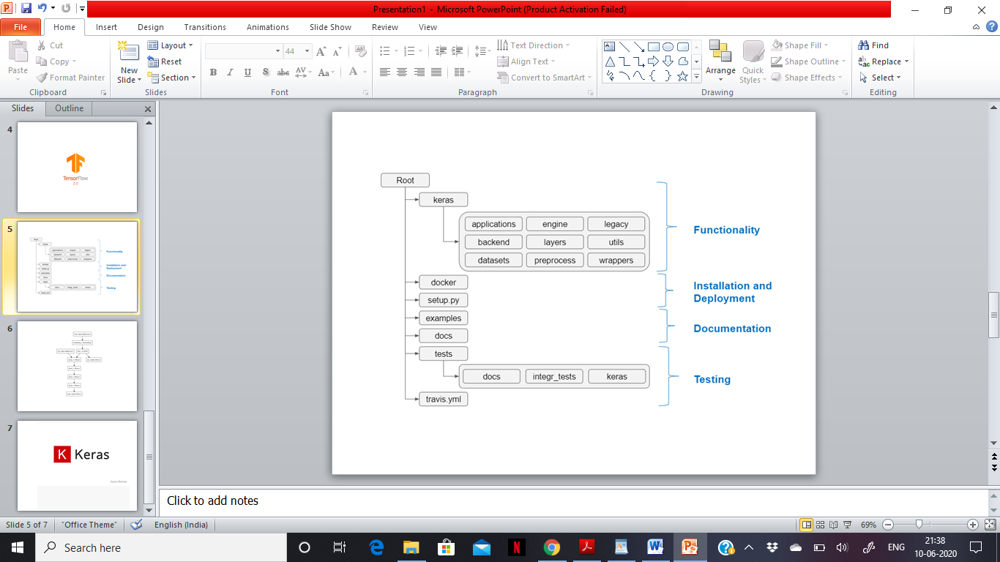 Presentation1 - Microsoft PowerPoint (Product Activation Failed)
File Home Insert Design Transitions Animations Slide Show Review View
Paste
Cut
Copy
Format Painter
Clipboard
New
Slide
Layout
Reset
Section
Slides
44
B I U S abc AV Aa A
Font
Text Direction
Align Text
Convert to SmartArt
Paragraph
Arrange
Quick
Styles
Shape Fill
Shape Outline
Shape Effects
Drawing
Find
Replace
Select
Editing
Slides Outline
4
TensorFlow
2.0
5
6
7
K Keras
Root
keras
applications engine legacy
backend layers utils
datasets preprocess wrappers
docker
setup.py
examples
docs
tests
docs integr_tests keras
travis.yml
Functionality
Installation and
Deployment
Documentation
Testing
Click to add notes
Slide 5 of 7 "Office Theme" English (India) 69%
Search here
ENG
21:38
10-06-2020